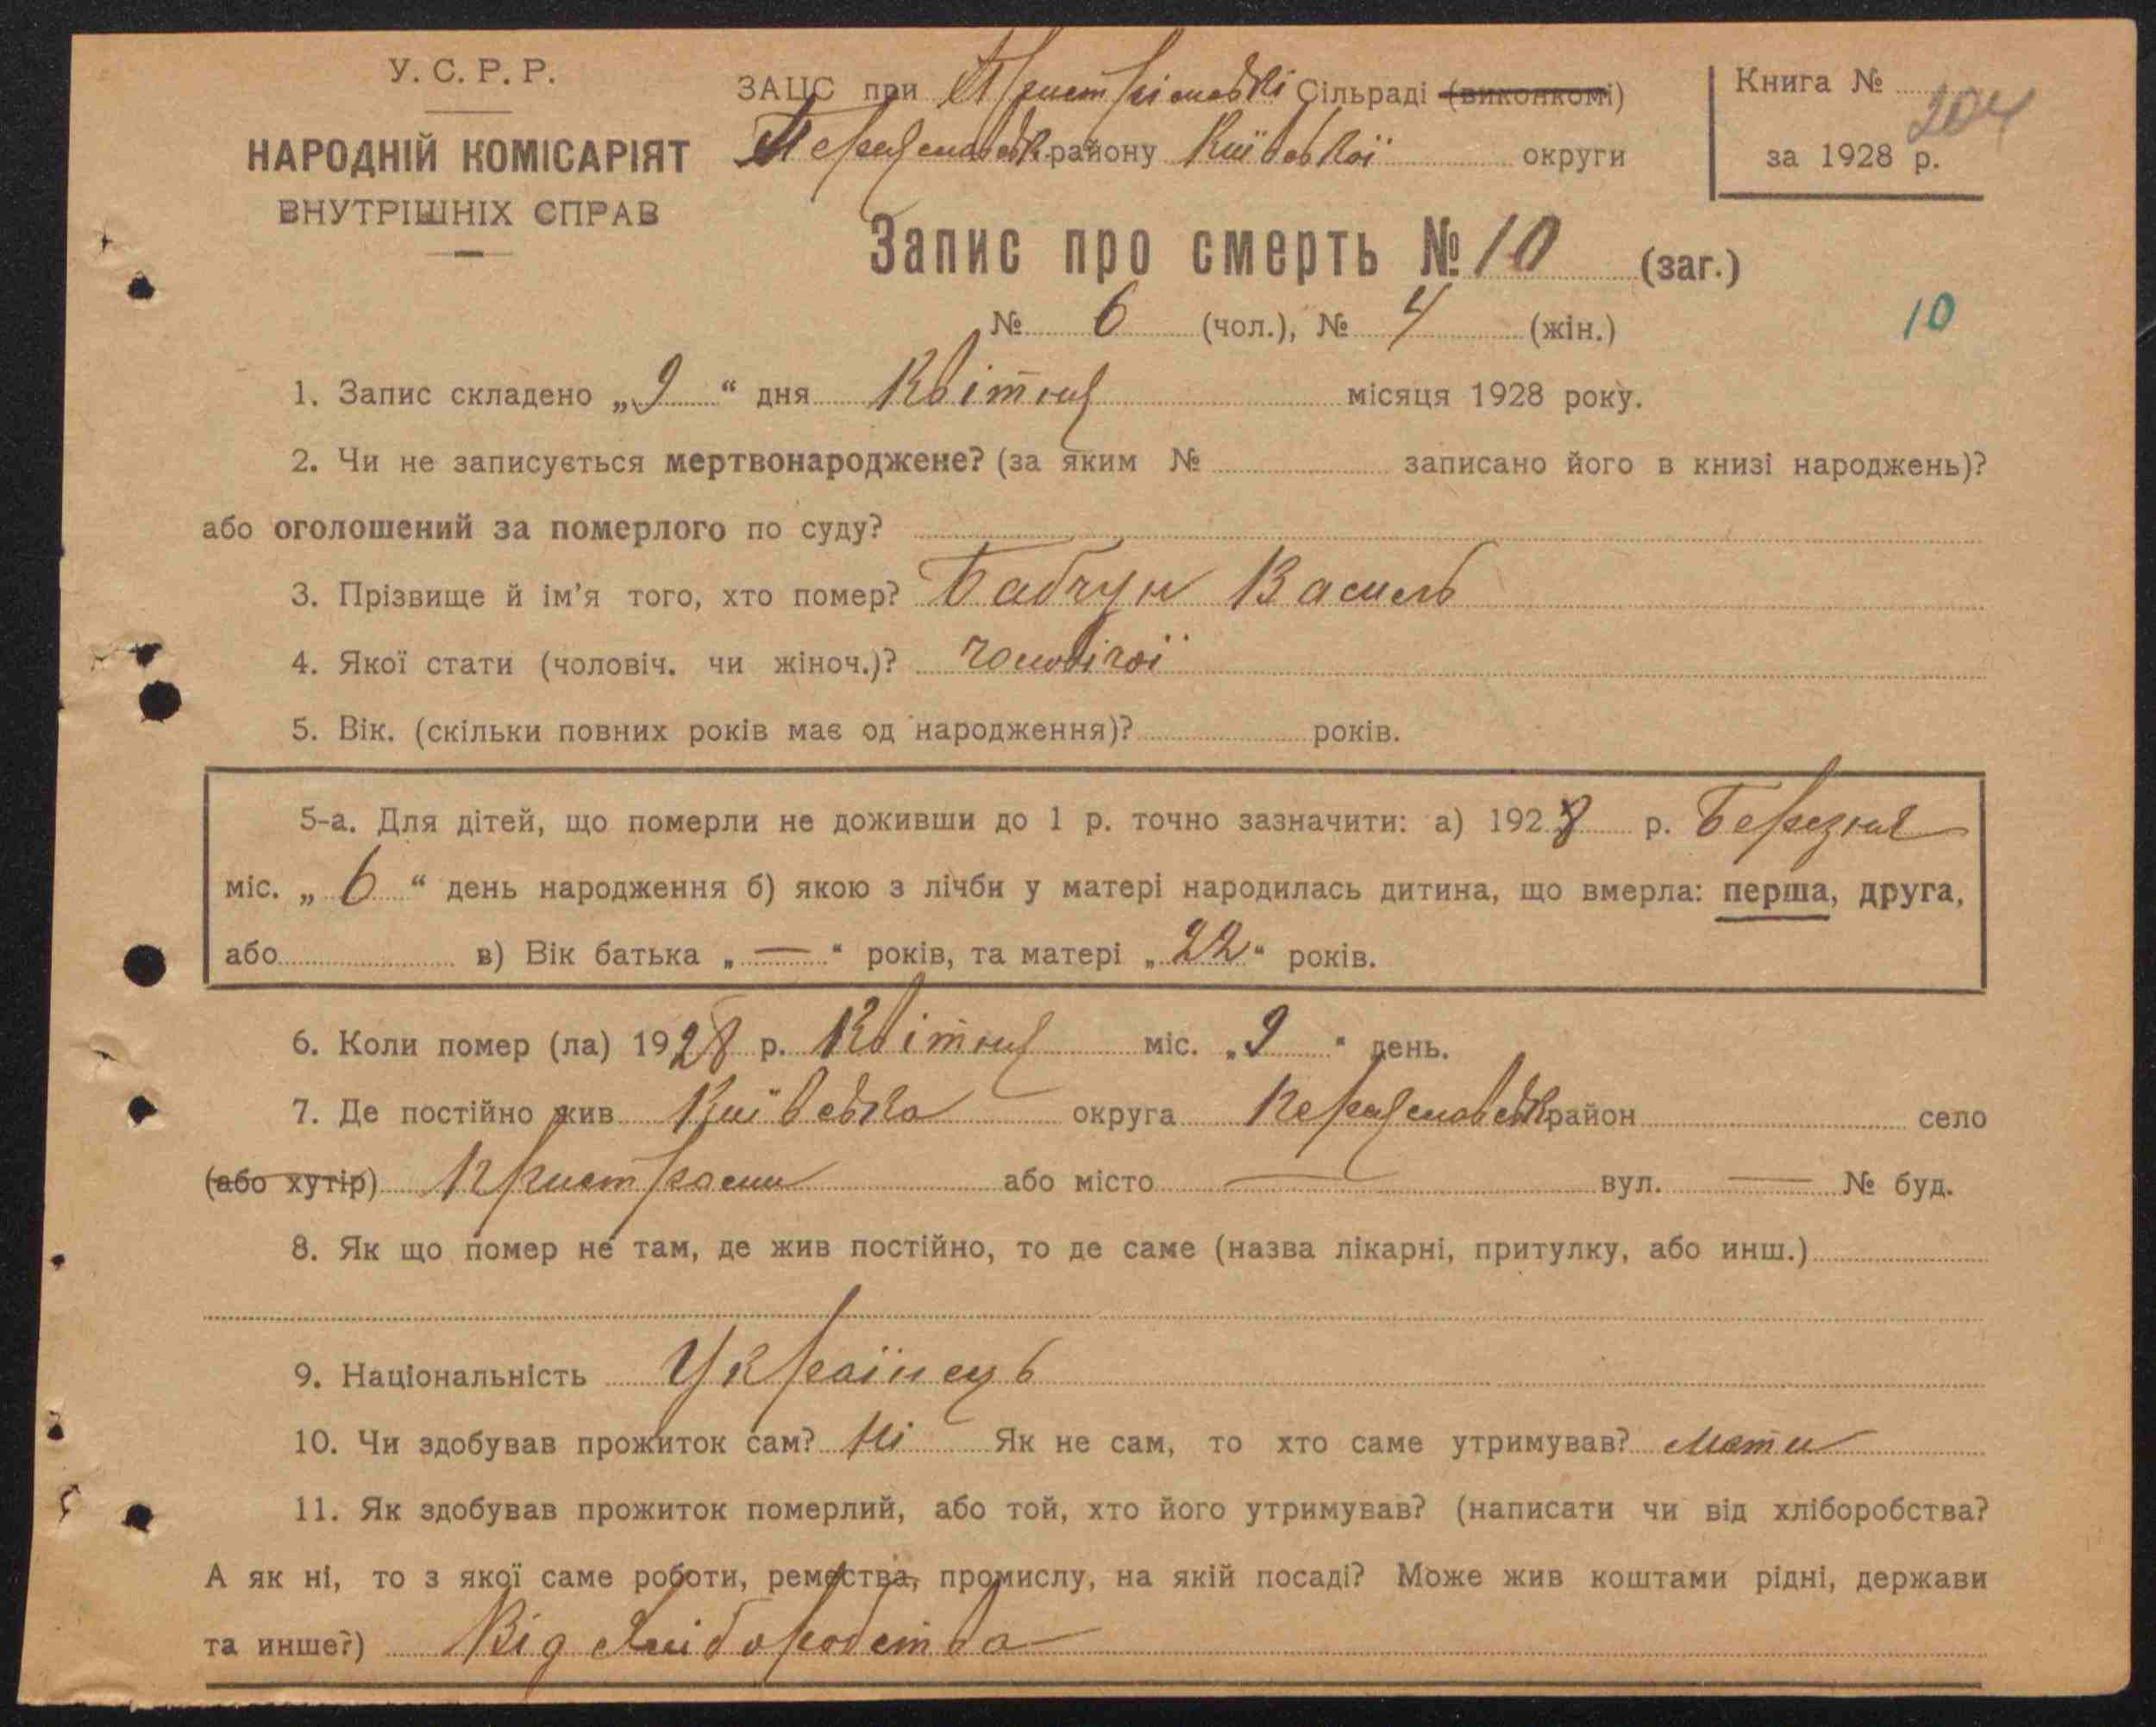 У. С. Р. Р.
НАРОДНІЙ КОМІСАРІЯТ
ВНУТРІШНІХ СПРАВ
ЗАЦС при Пристромській Сільраді (виконкомі)
Переяславськ. району Київської округи
Книга № 204
за 1928 р.
Запис про смерть № 10 (заг.)
№ 6 (чол.), № 4 (жін.)
10
1. Запис складено „9“ дня Квітня місяця 1928 року.
2. Чи не записується мертвонароджене? (за яким № записано його в книзі народжень)?
або оголошений за померлого по суду?
3. Прізвище й ім'я того, хто помер? Бабчун Василь
4. Якої стати (чоловіч. чи жіноч.)? чоловічої
5. Вік. (скільки повних років має од народження)? років.
5-а. Для дітей, що померли не доживши до 1 р. точно зазначити: а) 1928 р. Березня
міс. „6“ день народження б) якою з лічби у матері народилась дитина, що вмерла: перша, друга,
або в) Вік батька „—“ років, та матері „22“ років.
6. Коли помер (ла) 1928 р. Квітня міс. „9“ день.
7. Де постійно жив Київська округа Переяславськ район село
(або хутір) Пристроми або місто — вул. — № буд.
8. Як що помер не там, де жив постійно, то де саме (назва лікарні, притулку, або инш.)
9. Національність Українець
10. Чи здобував прожиток сам? Ні Як не сам, то хто саме утримував? Мати
11. Як здобував прожиток померлий, або той, хто його утримував? (написати чи від хліборобства?
А як ні, то з якої саме роботи, ремества, промислу, на якій посаді? Може жив коштами рідні, держави
та инше?) Від хліборобства